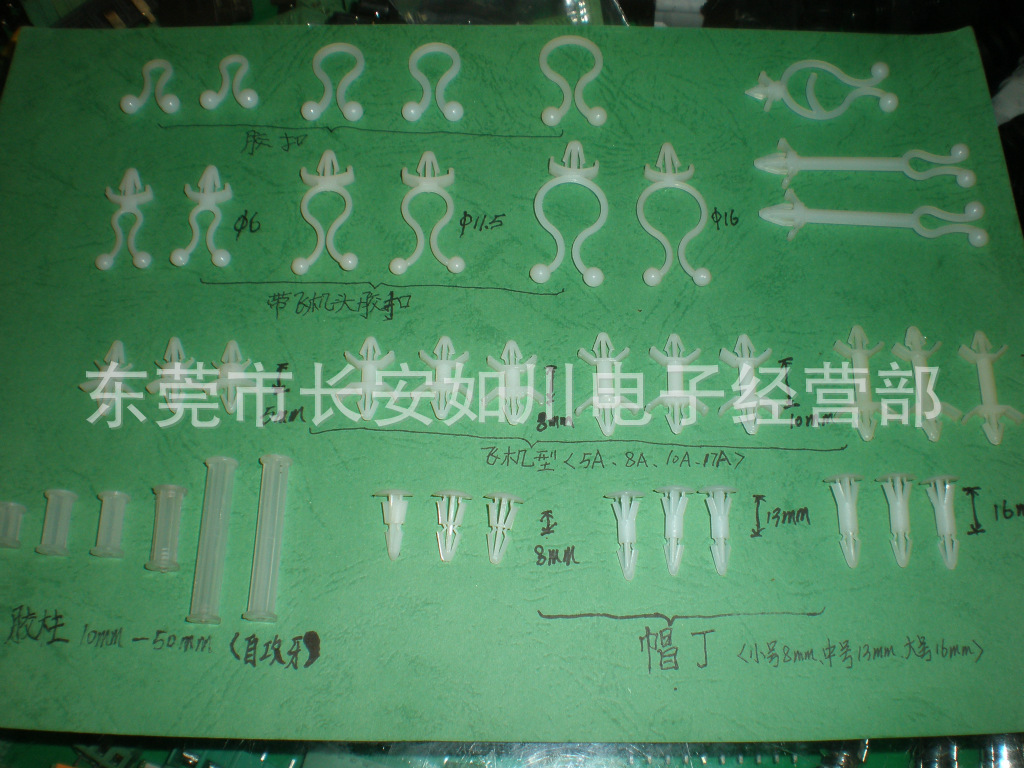 胶扣
φ6
φ11.5
φ16
带飞机头胶扣
东莞市长安如川电子经营部
5mm
8mm
10mm
飞机型<5A、8A、10A、17A>
8mm
13mm
16m
胶柱 10mm-50mm (自攻牙)
帽丁 <小号8mm、中号13mm、大号16mm>